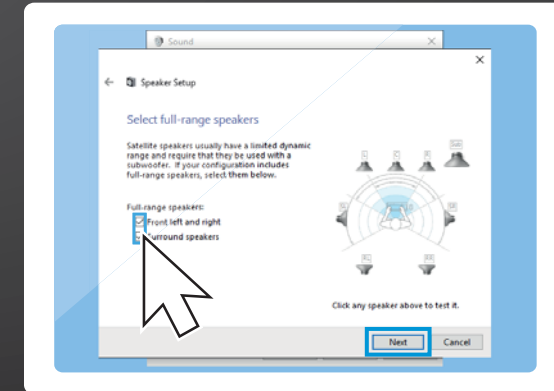 Sound
Speaker Setup
Select full-range speakers
Satellite speakers usually have a limited dynamic
range and require that they be used with a
subwoofer. If your configuration includes
full-range speakers, select them below.
Full-range speakers:
Front left and right
Surround speakers
Click any speaker above to test it.
Next
Cancel